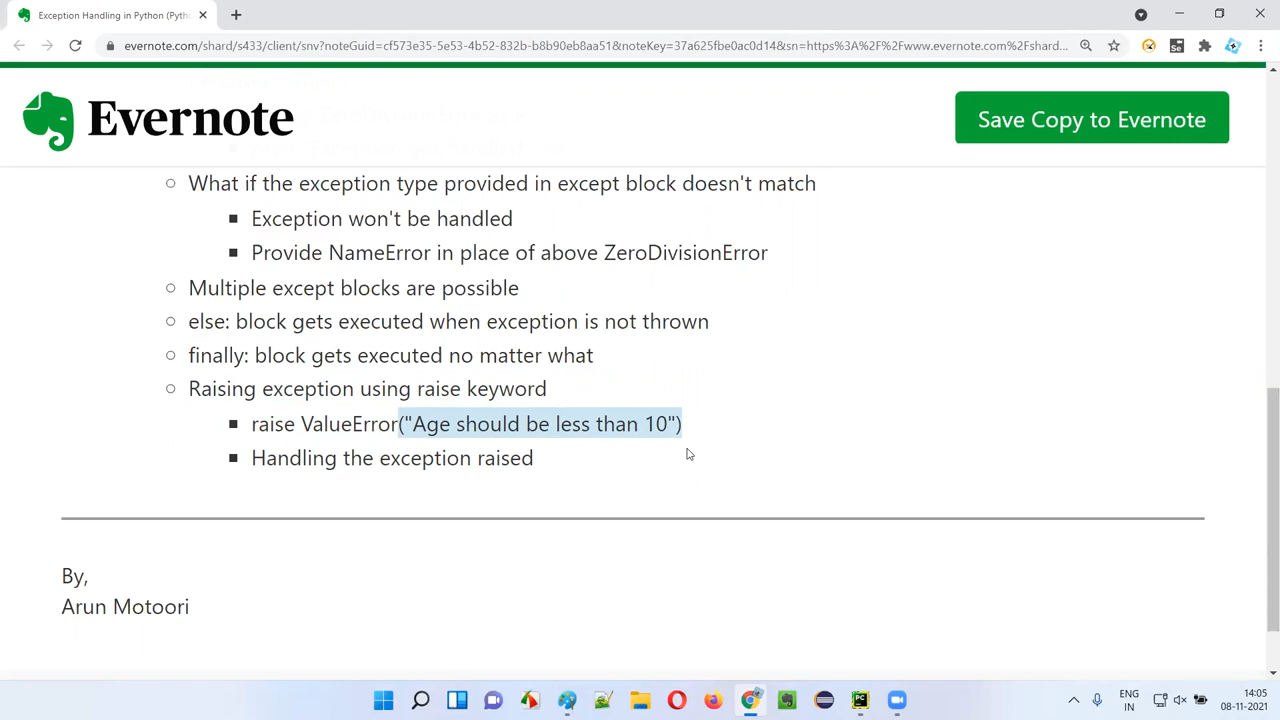 Exception Handling in Python (Pyth
evernote.com/shard/s433/client/snv?noteGuid=cf573e35-5e53-4b52-832b-b8b90eb8aa51&noteKey=37a625fbe0acdd14&sn=https%3A%2F%2Fwww.evernote.com%2Fshard...
Evernote
Save Copy to Evernote
What if the exception type provided in except block doesn't match
Exception won't be handled
Provide NameError in place of above ZeroDivisionError
Multiple except blocks are possible
else: block gets executed when exception is not thrown
finally: block gets executed no matter what
Raising exception using raise keyword
raise ValueError("Age should be less than 10")
Handling the exception raised
By,
Arun Motoori
ENG
IN
14:05
08-11-2021